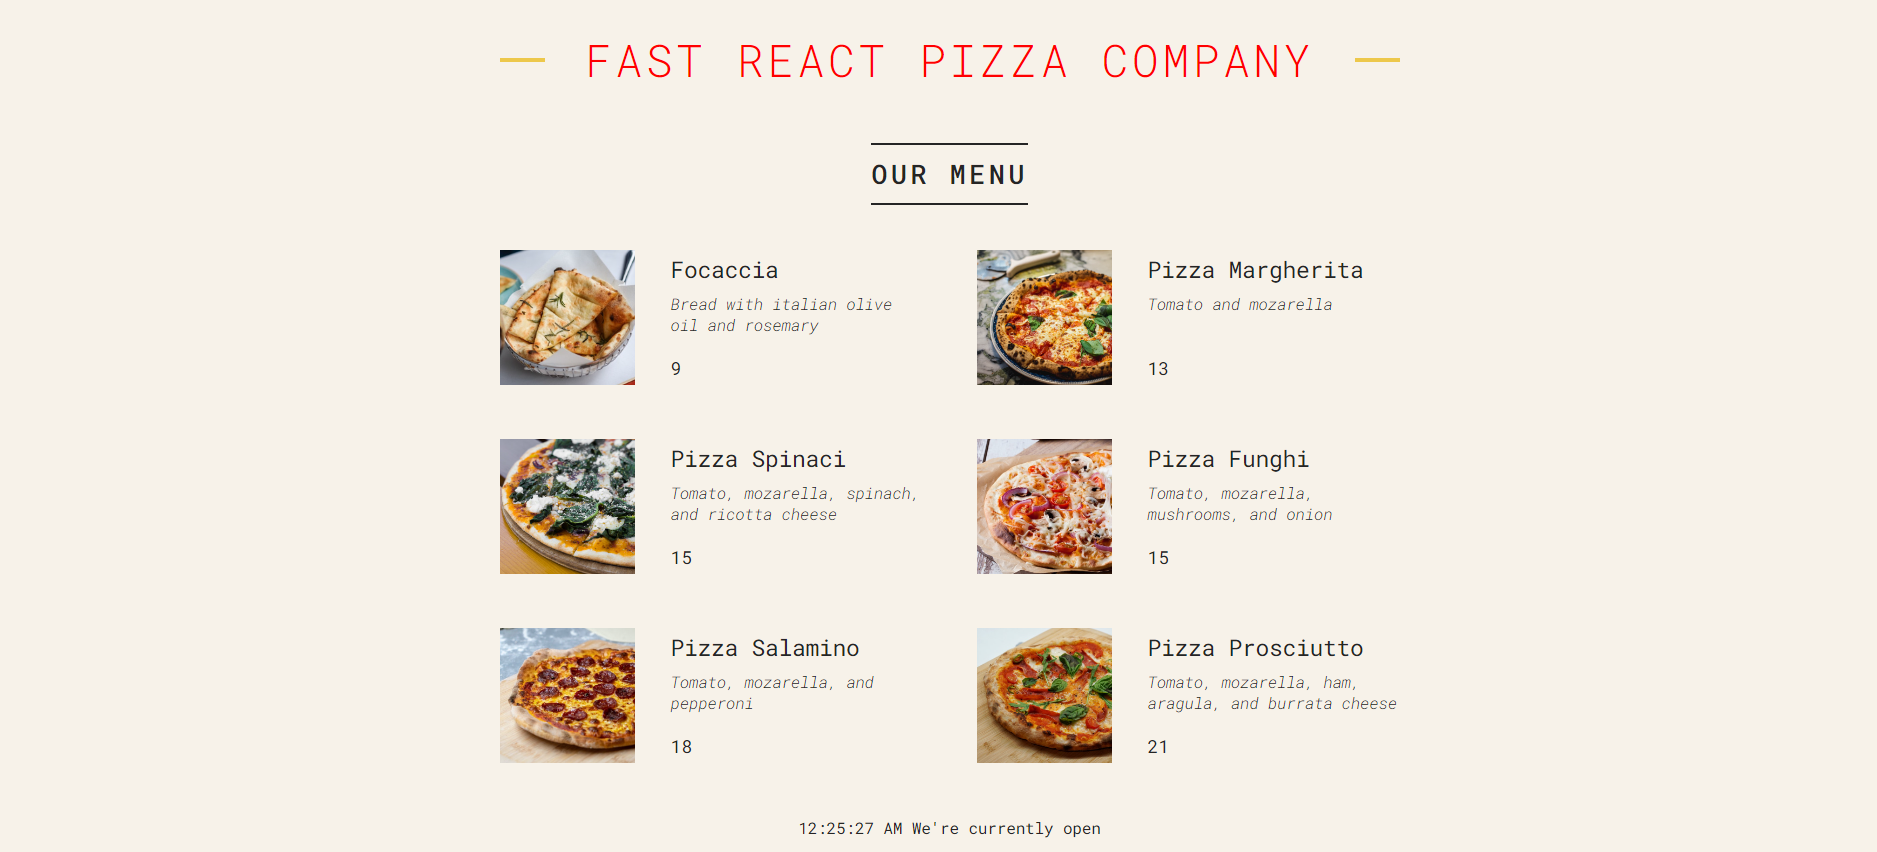 FAST REACT PIZZA COMPANY
OUR MENU
Focaccia
Bread with italian olive
oil and rosemary
9
Pizza Margherita
Tomato and mozarella
13
Pizza Spinaci
Tomato, mozarella, spinach,
and ricotta cheese
15
Pizza Funghi
Tomato, mozarella,
mushrooms, and onion
15
Pizza Salamino
Tomato, mozarella, and
pepperoni
18
Pizza Prosciutto
Tomato, mozarella, ham,
aragula, and burrata cheese
21
12:25:27 AM We're currently open